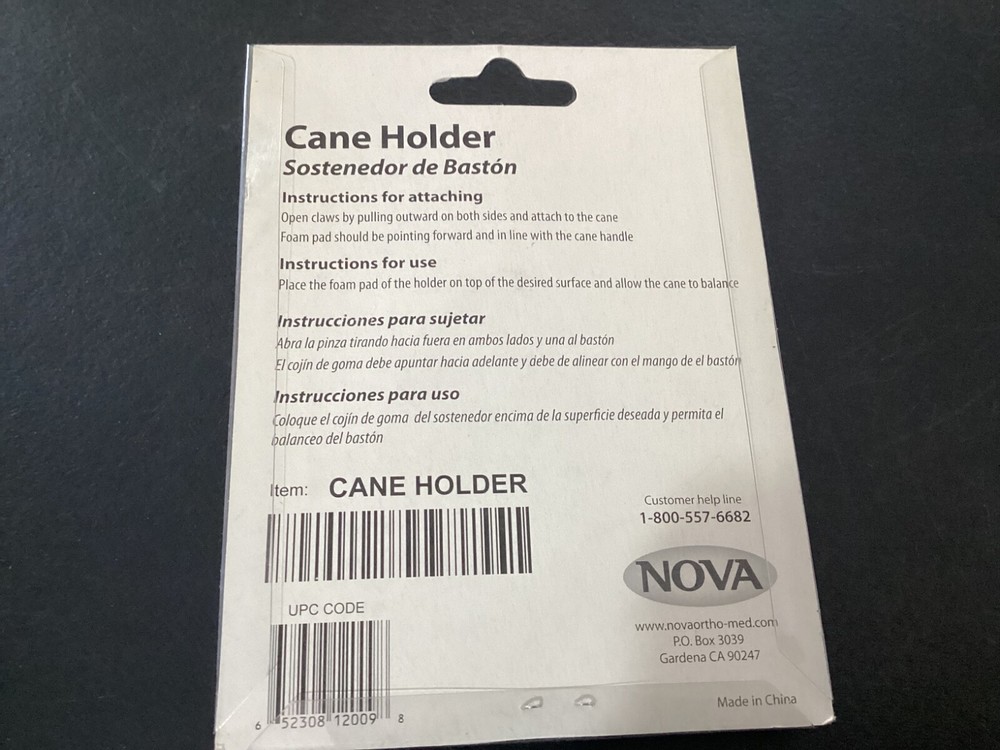 Cane Holder
Sostenedor de Bastón
Instructions for attaching
Open claws by pulling outward on both sides and attach to the cane
Foam pad should be pointing forward and in line with the cane handle
Instructions for use
Place the foam pad of the holder on top of the desired surface and allow the cane to balance
Instrucciones para sujetar
Abra la pinza tirando hacia fuera en ambos lados y una al bastón
El cojín de goma debe apuntar hacia adelante y debe de alinear con el mango de el bastón
Instrucciones para uso
Coloque el cojín de goma del sostenedor encima de la superficie deseada y permita el
balanceo del bastón
Item: CANE HOLDER
UPC CODE
6 52308 12009 8
Customer help line
1-800-557-6682
NOVA
www.novaortho-med.com
P.O. Box 3039
Gardena CA 90247
Made in China